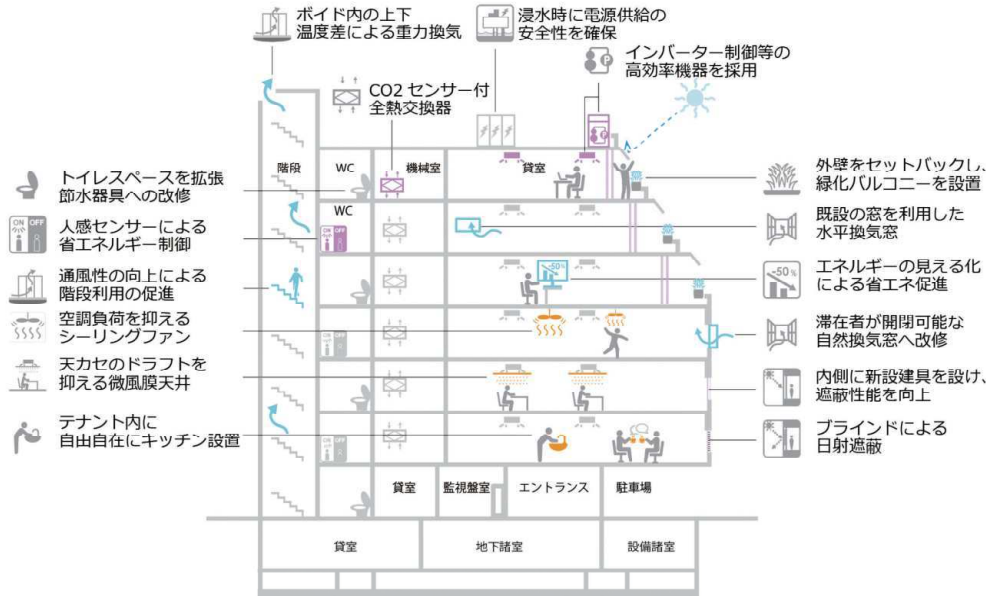 ボイド内の上下
温度差による重力換気
浸水時に電源供給の
安全性を確保
インバーター制御等の
高効率機器を採用
CO2 センサー付
全熱交換器
階段
WC
機械室
貸室
トイレスペースを拡張
節水器具への改修
人感センサーによる
省エネルギー制御
通風性の向上による
階段利用の促進
空調負荷を抑える
シーリングファン
天カセのドラフトを
抑える微風膜天井
テナント内に
自由自在にキッチン設置
WC
ON OFF
ON OFF
-50%
外壁をセットバックし、
緑化バルコニーを設置
既設の窓を利用した
水平換気窓
-50%
エネルギーの見える化
による省エネ促進
滞在者が開閉可能な
自然換気窓へ改修
内側に新設建具を設け、
遮蔽性能を向上
ブラインドによる
日射遮蔽
ON OFF
ON OFF
P
P
貸室
監視盤室
エントランス
駐車場
貸室
地下諸室
設備諸室